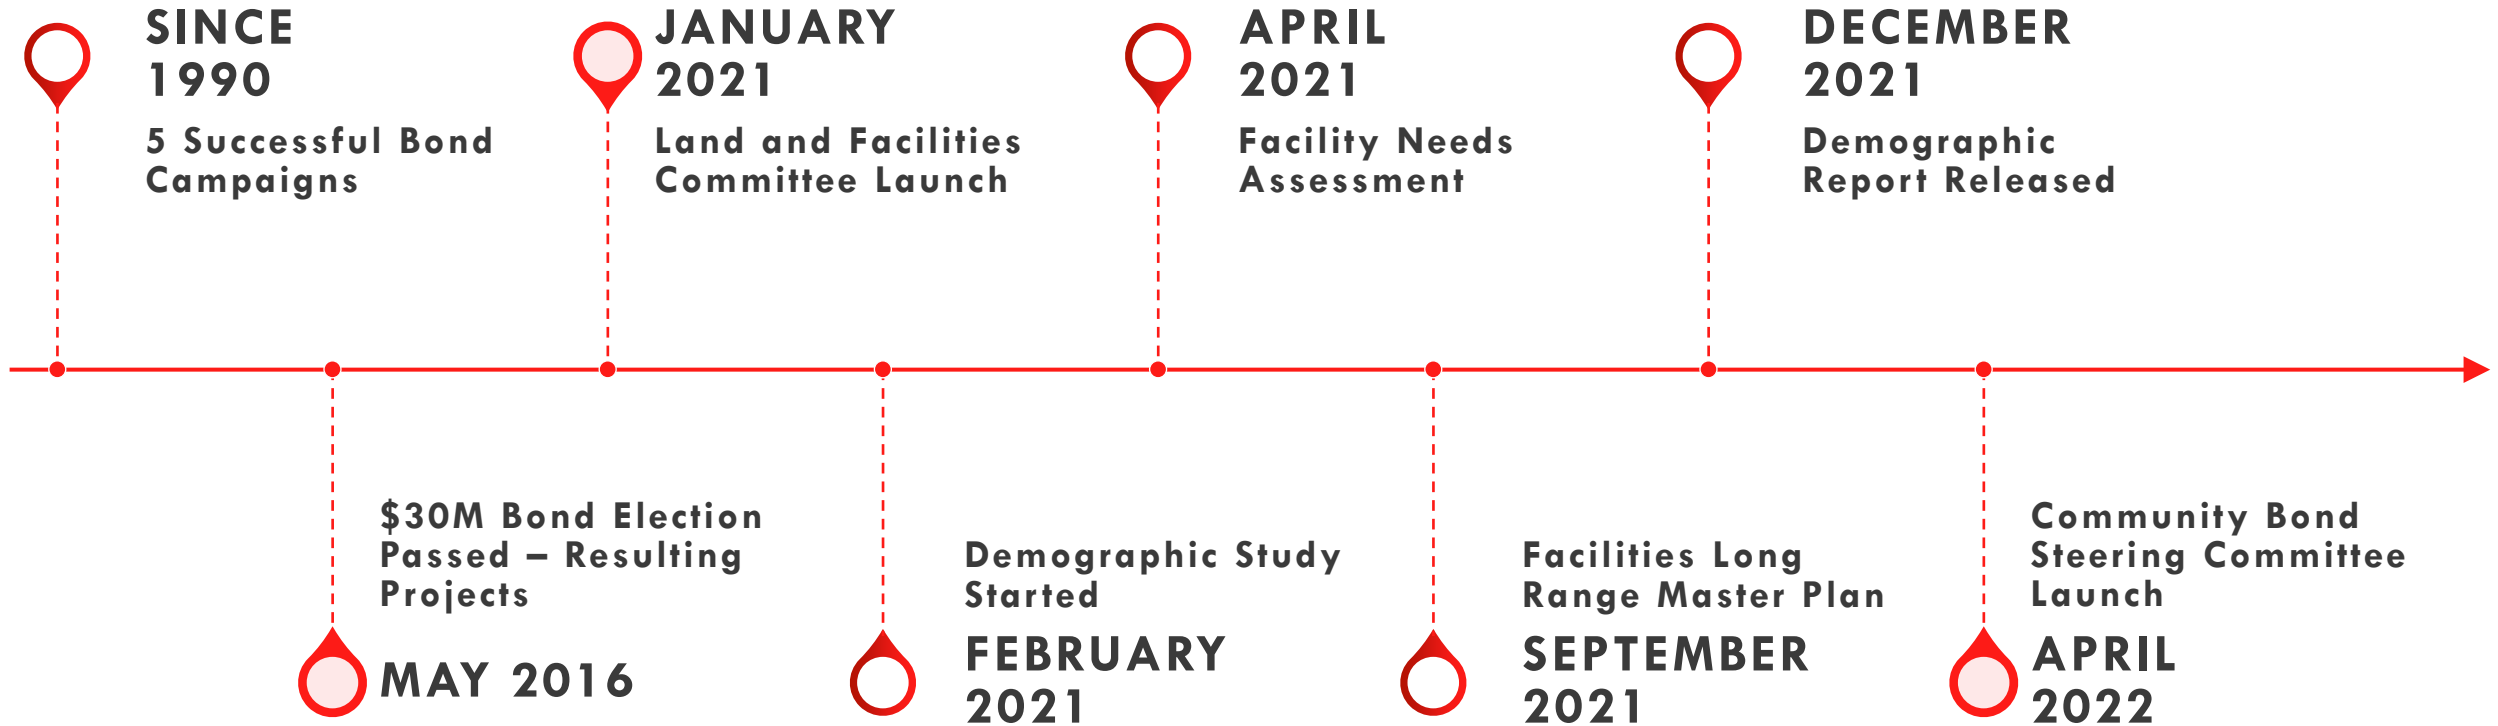 SINCE
1990
5 Successful Bond
Campaigns
JANUARY
2021
Land and Facilities
Committee Launch
APRIL
2021
Facility Needs
Assessment
DECEMBER
2021
Demographic
Report Released
$30M Bond Election
Passed – Resulting
Projects
MAY 2016
Demographic Study
Started
FEBRUARY
2021
Facilities Long
Range Master Plan
SEPTEMBER
2021
Community Bond
Steering Committee
Launch
APRIL
2022